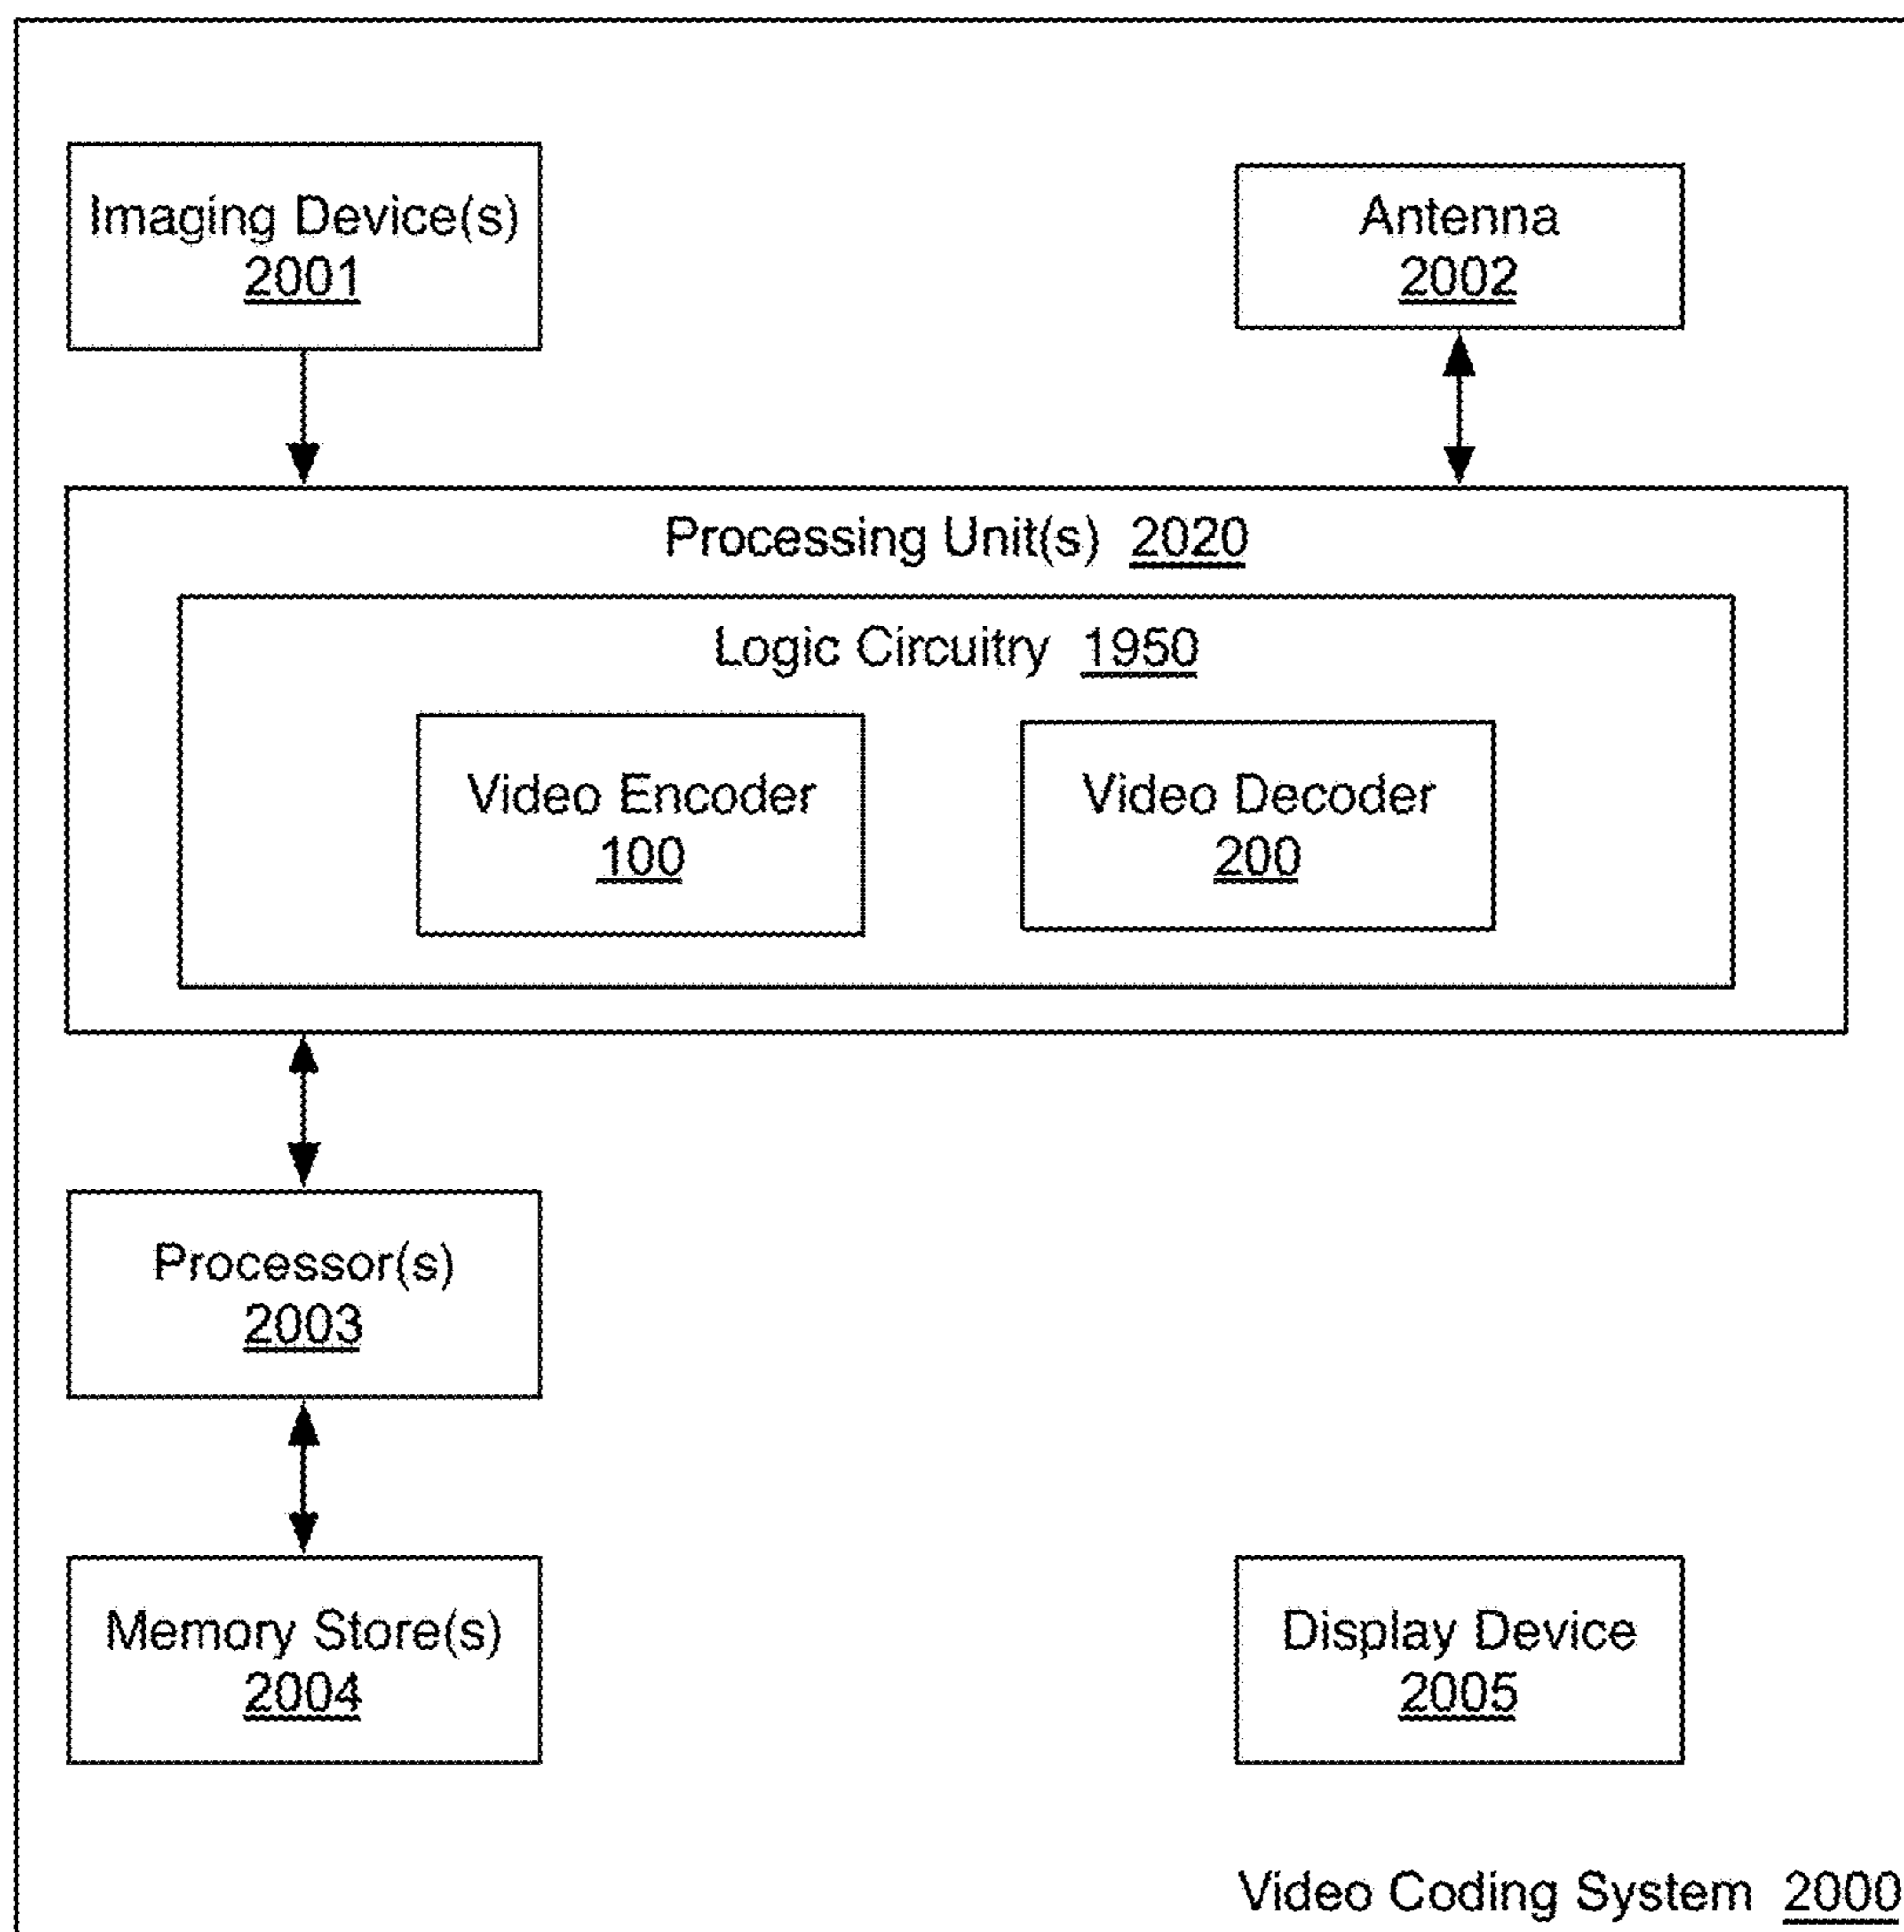 Imaging Device(s)
2001
Antenna
2002
Processing Unit(s) 2020
Logic Circuitry 1950
Video Encoder
100
Video Decoder
200
Processor(s)
2003
Memory Store(s)
2004
Display Device
2005
Video Coding System 2000